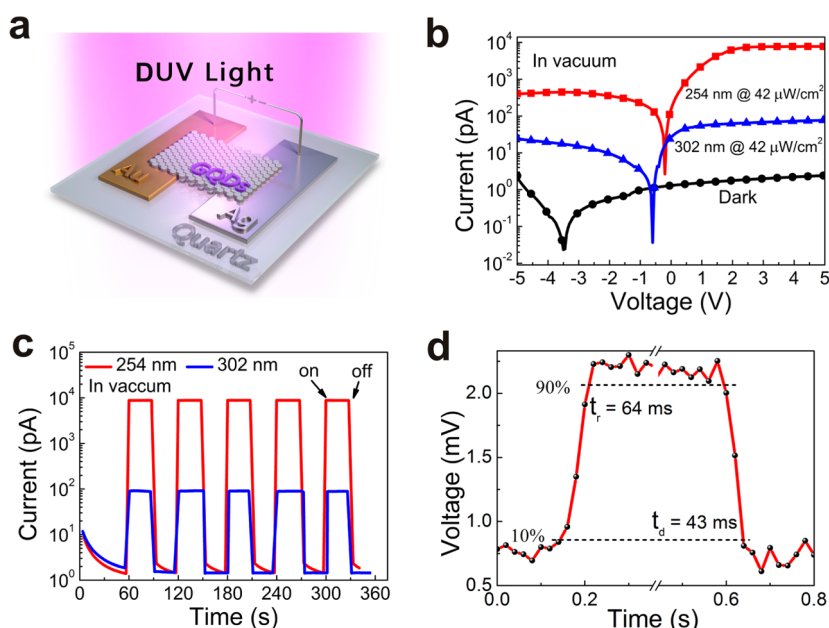 a
DUV Light
Au
GQDs
Ag
Quartz
b
In vacuum
254 nm @ 42 μW/cm²
302 nm @ 42 μW/cm²
Dark
Current (pA)
10⁴
10³
10²
10¹
10⁰
10⁻¹
10⁻²
-5 -4 -3 -2 -1 0 1 2 3 4 5
Voltage (V)
c
254 nm 302 nm
In vaccum
on off
Current (pA)
10⁵
10⁴
10³
10²
10¹
10⁰
0 60 120 180 240 300 360
Time (s)
d
90%
tᵣ = 64 ms
10%
t_d = 43 ms
Voltage (mV)
2.0
1.5
1.0
0.5
0.0 0.2 0.6 0.8
Time (s)